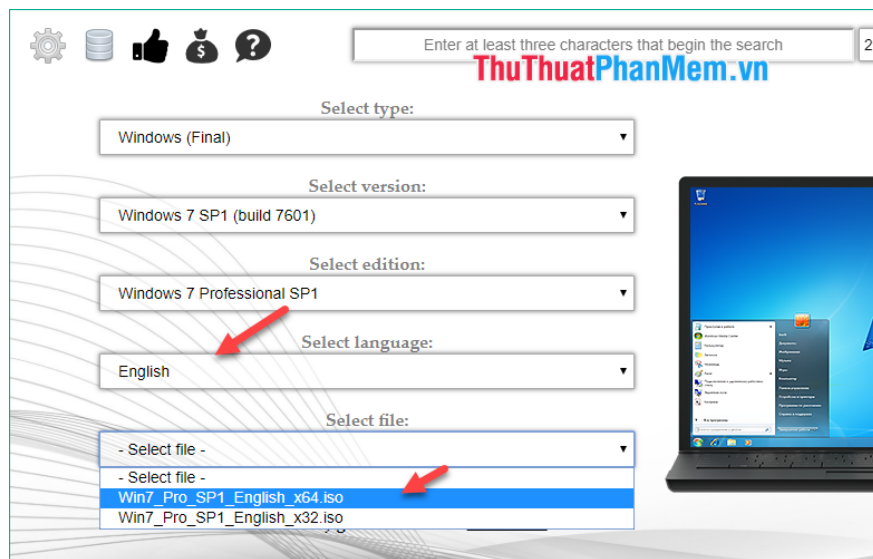 Enter at least three characters that begin the search
2
ThuThuatPhanMem.vn
Select type:
Windows (Final)
Select version:
Windows 7 SP1 (build 7601)
Select edition:
Windows 7 Professional SP1
Select language:
English
Select file:
- Select file -
- Select file -
Win7_Pro_SP1_English_x64.iso
Win7_Pro_SP1_English_x32.iso